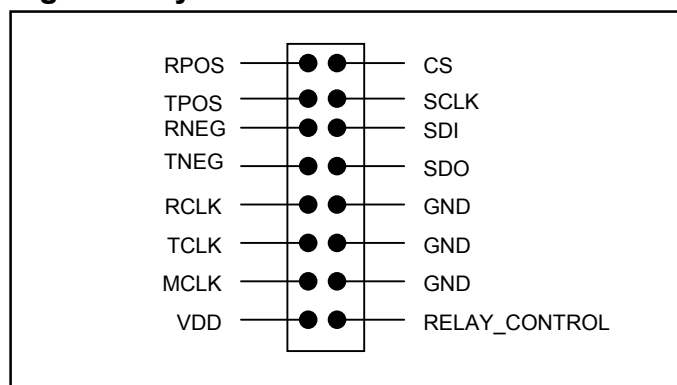 RPOS CS
TPOS SCLK
RNEG SDI
TNEG SDO
RCLK GND
TCLK GND
MCLK GND
VDD RELAY_CONTROL